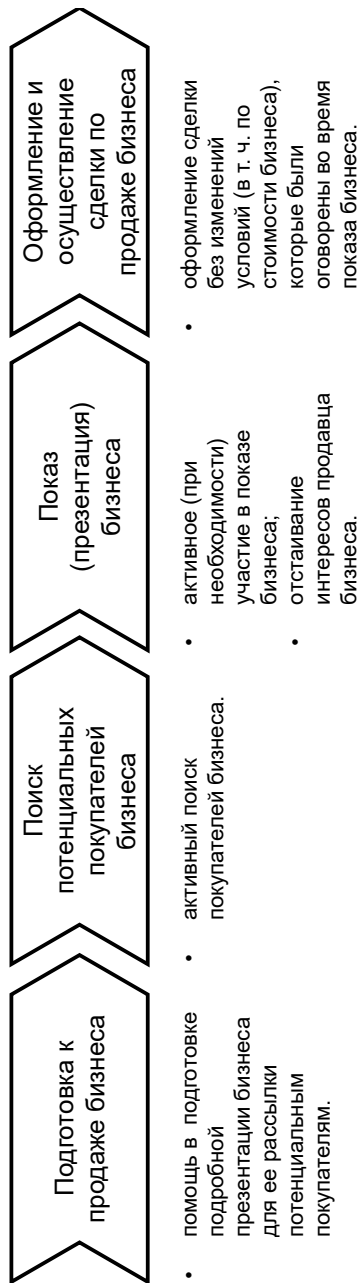 Подготовка к
продаже бизнеса
• помощь в подготовке
подробной
презентации бизнеса
для ее рассылки
потенциальным
покупателям.
Поиск
потенциальных
покупателей
бизнеса
• активный поиск
покупателей бизнеса.
Показ
(презентация)
бизнеса
• активное (при
необходимости)
участие в показе
бизнеса;
• отстаивание
интересов продавца
бизнеса.
Оформление и
осуществление
сделки по
продаже бизнеса
• оформление сделки
без изменений
условий (в т. ч. по
стоимости бизнеса),
которые были
оговорены во время
показа бизнеса.